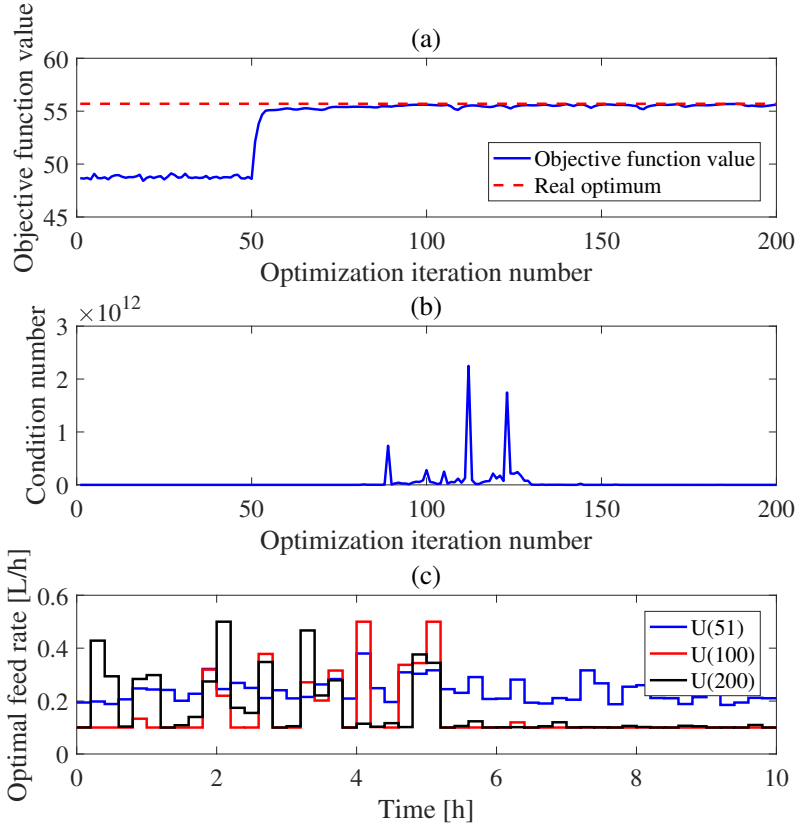 (a)
Objective function value
60
55
50
45
0
50
100
150
200
Objective function value
Real optimum
Optimization iteration number
(b)
×10^12
Condition number
3
2
1
0
0
50
100
150
200
Optimization iteration number
(c)
Optimal feed rate [L/h]
0.6
0.4
0.2
0
0
2
4
6
8
10
U(51)
U(100)
U(200)
Time [h]